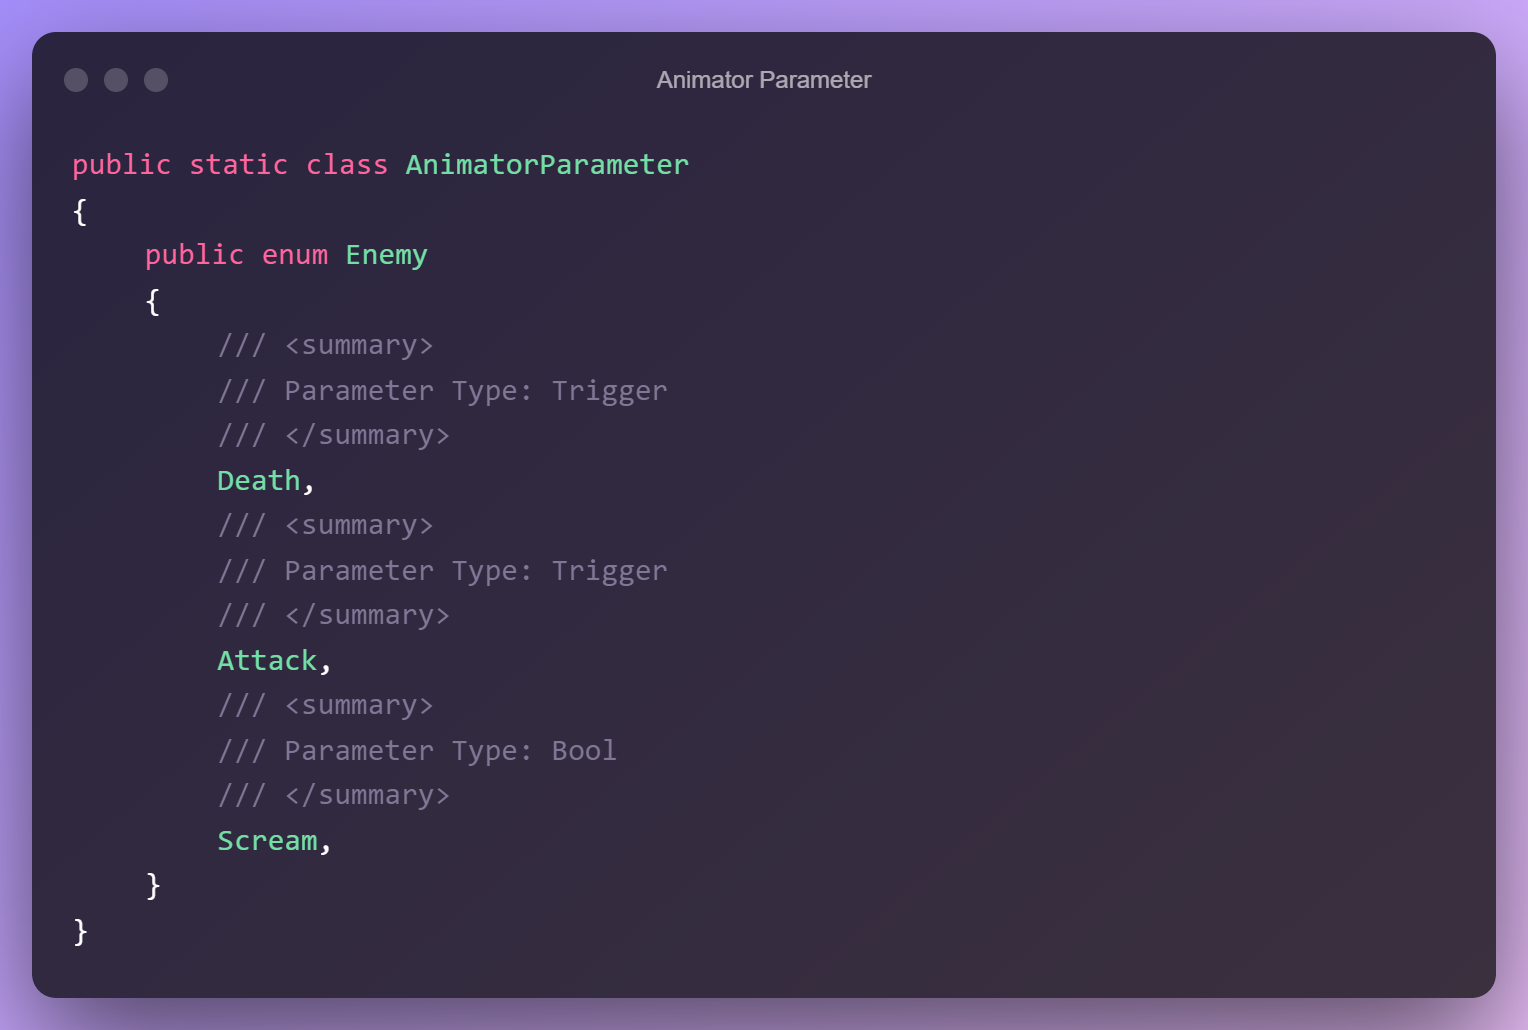 Animator Parameter
public static class AnimatorParameter
{
public enum Enemy
{
/// <summary>
/// Parameter Type: Trigger
/// </summary>
Death,
/// <summary>
/// Parameter Type: Trigger
/// </summary>
Attack,
/// <summary>
/// Parameter Type: Bool
/// </summary>
Scream,
}
}